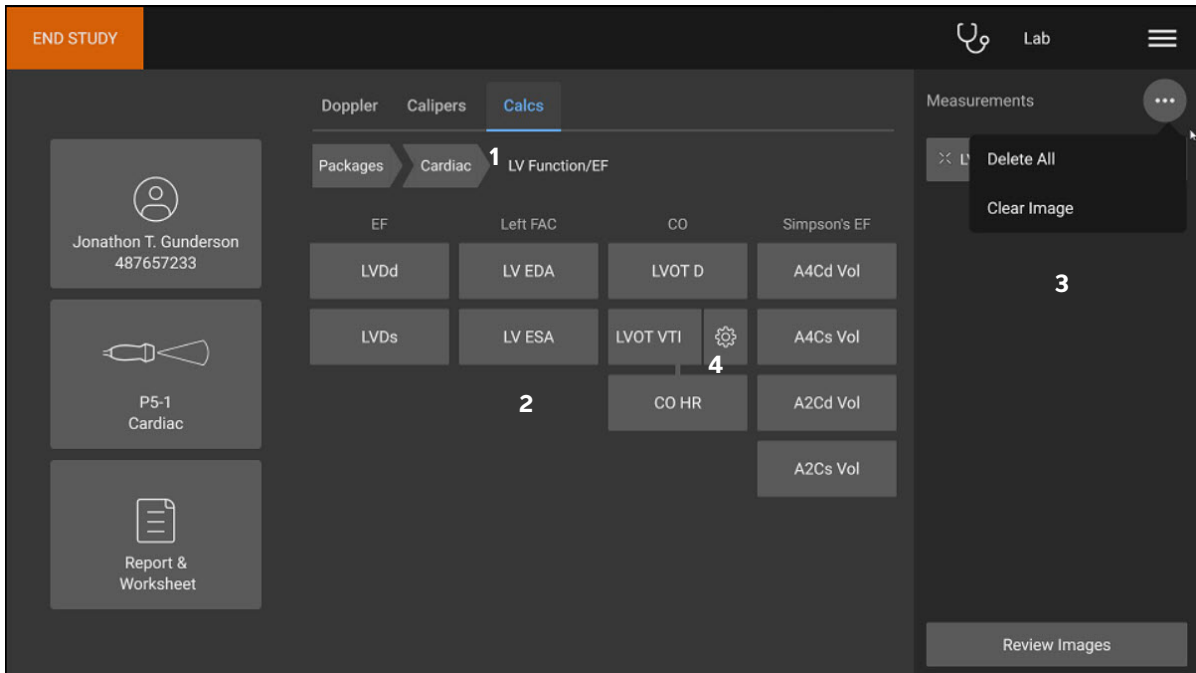 END STUDY
Lab
Jonathon T. Gunderson
487657233
P5-1
Cardiac
Report &
Worksheet
Doppler Calipers Calcs
Packages Cardiac 1 LV Function/EF
EF Left FAC CO Simpson's EF
LVDd LV EDA LVOT D A4Cd Vol
LVDs LV ESA LVOT VTI A4Cs Vol
4
2 CO HR A2Cd Vol
A2Cs Vol
Measurements
Delete All
Clear Image
3
Review Images